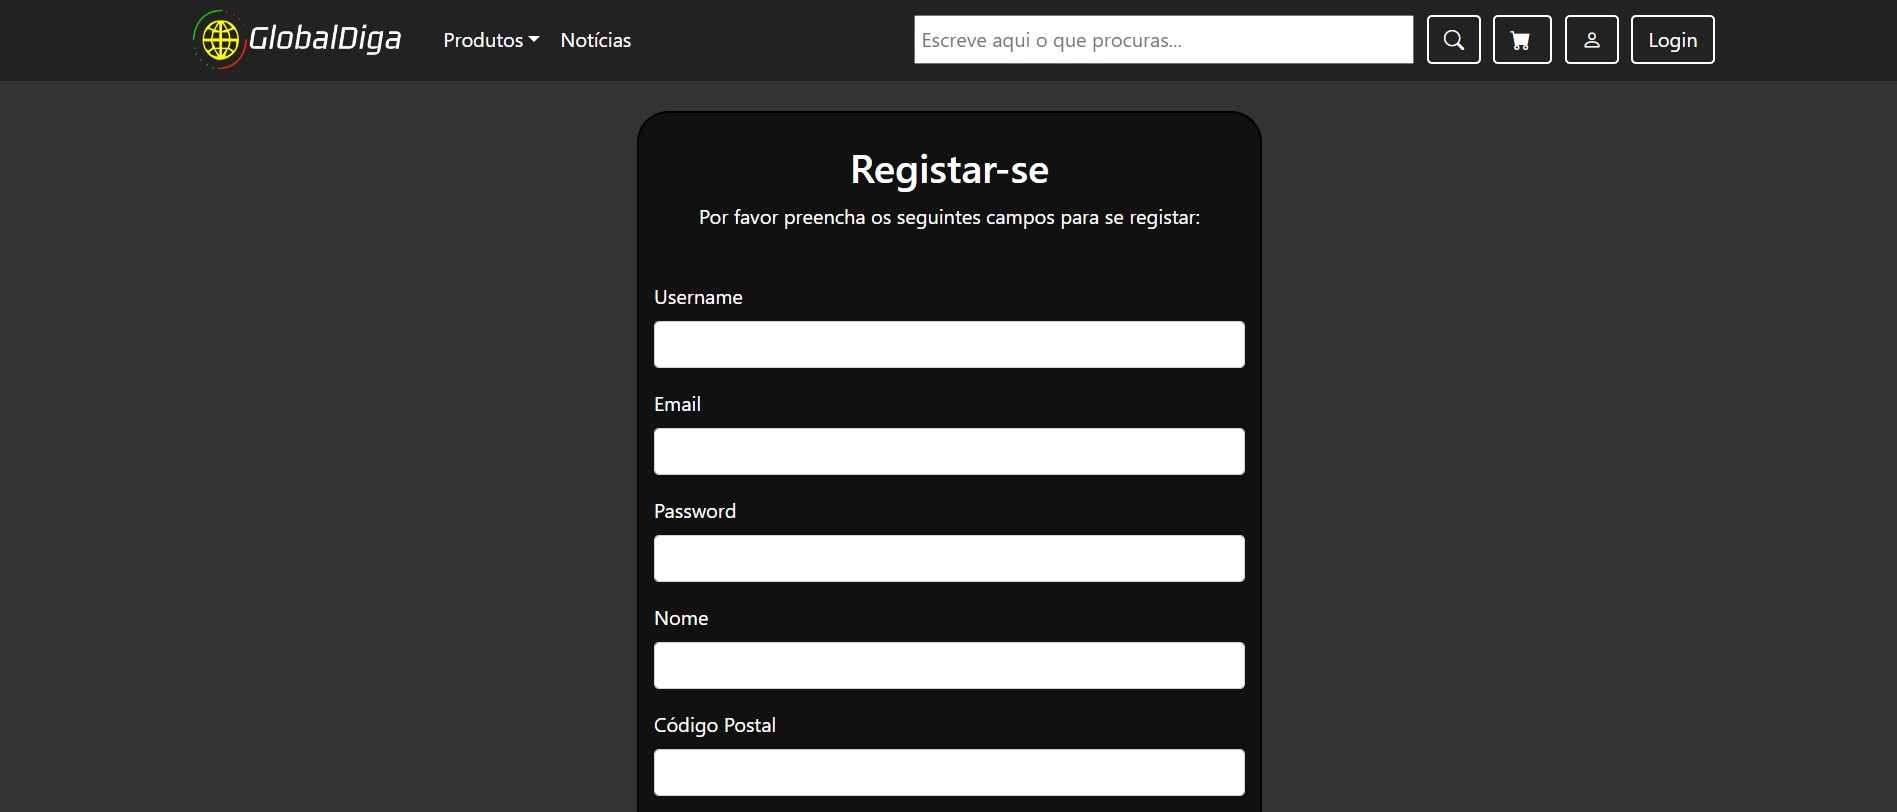 GlobalDiga
Produtos
Notícias
Escreve aqui o que procuras...
Login
Registar-se
Por favor preencha os seguintes campos para se registar:
Username
Email
Password
Nome
Código Postal